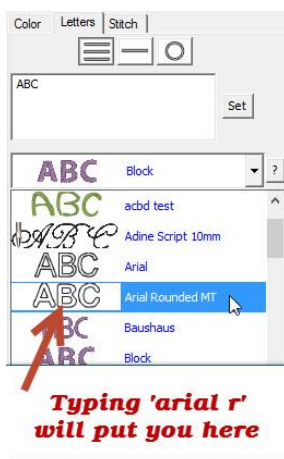 Color Letters Stitch
ABC
Set
ABC Block ?
ABC acbd test
ABC Adine Script 10mm
ABC Arial
ABC Arial Rounded MT
ABC Baushaus
ABC Block
Typing 'arial r'
will put you here